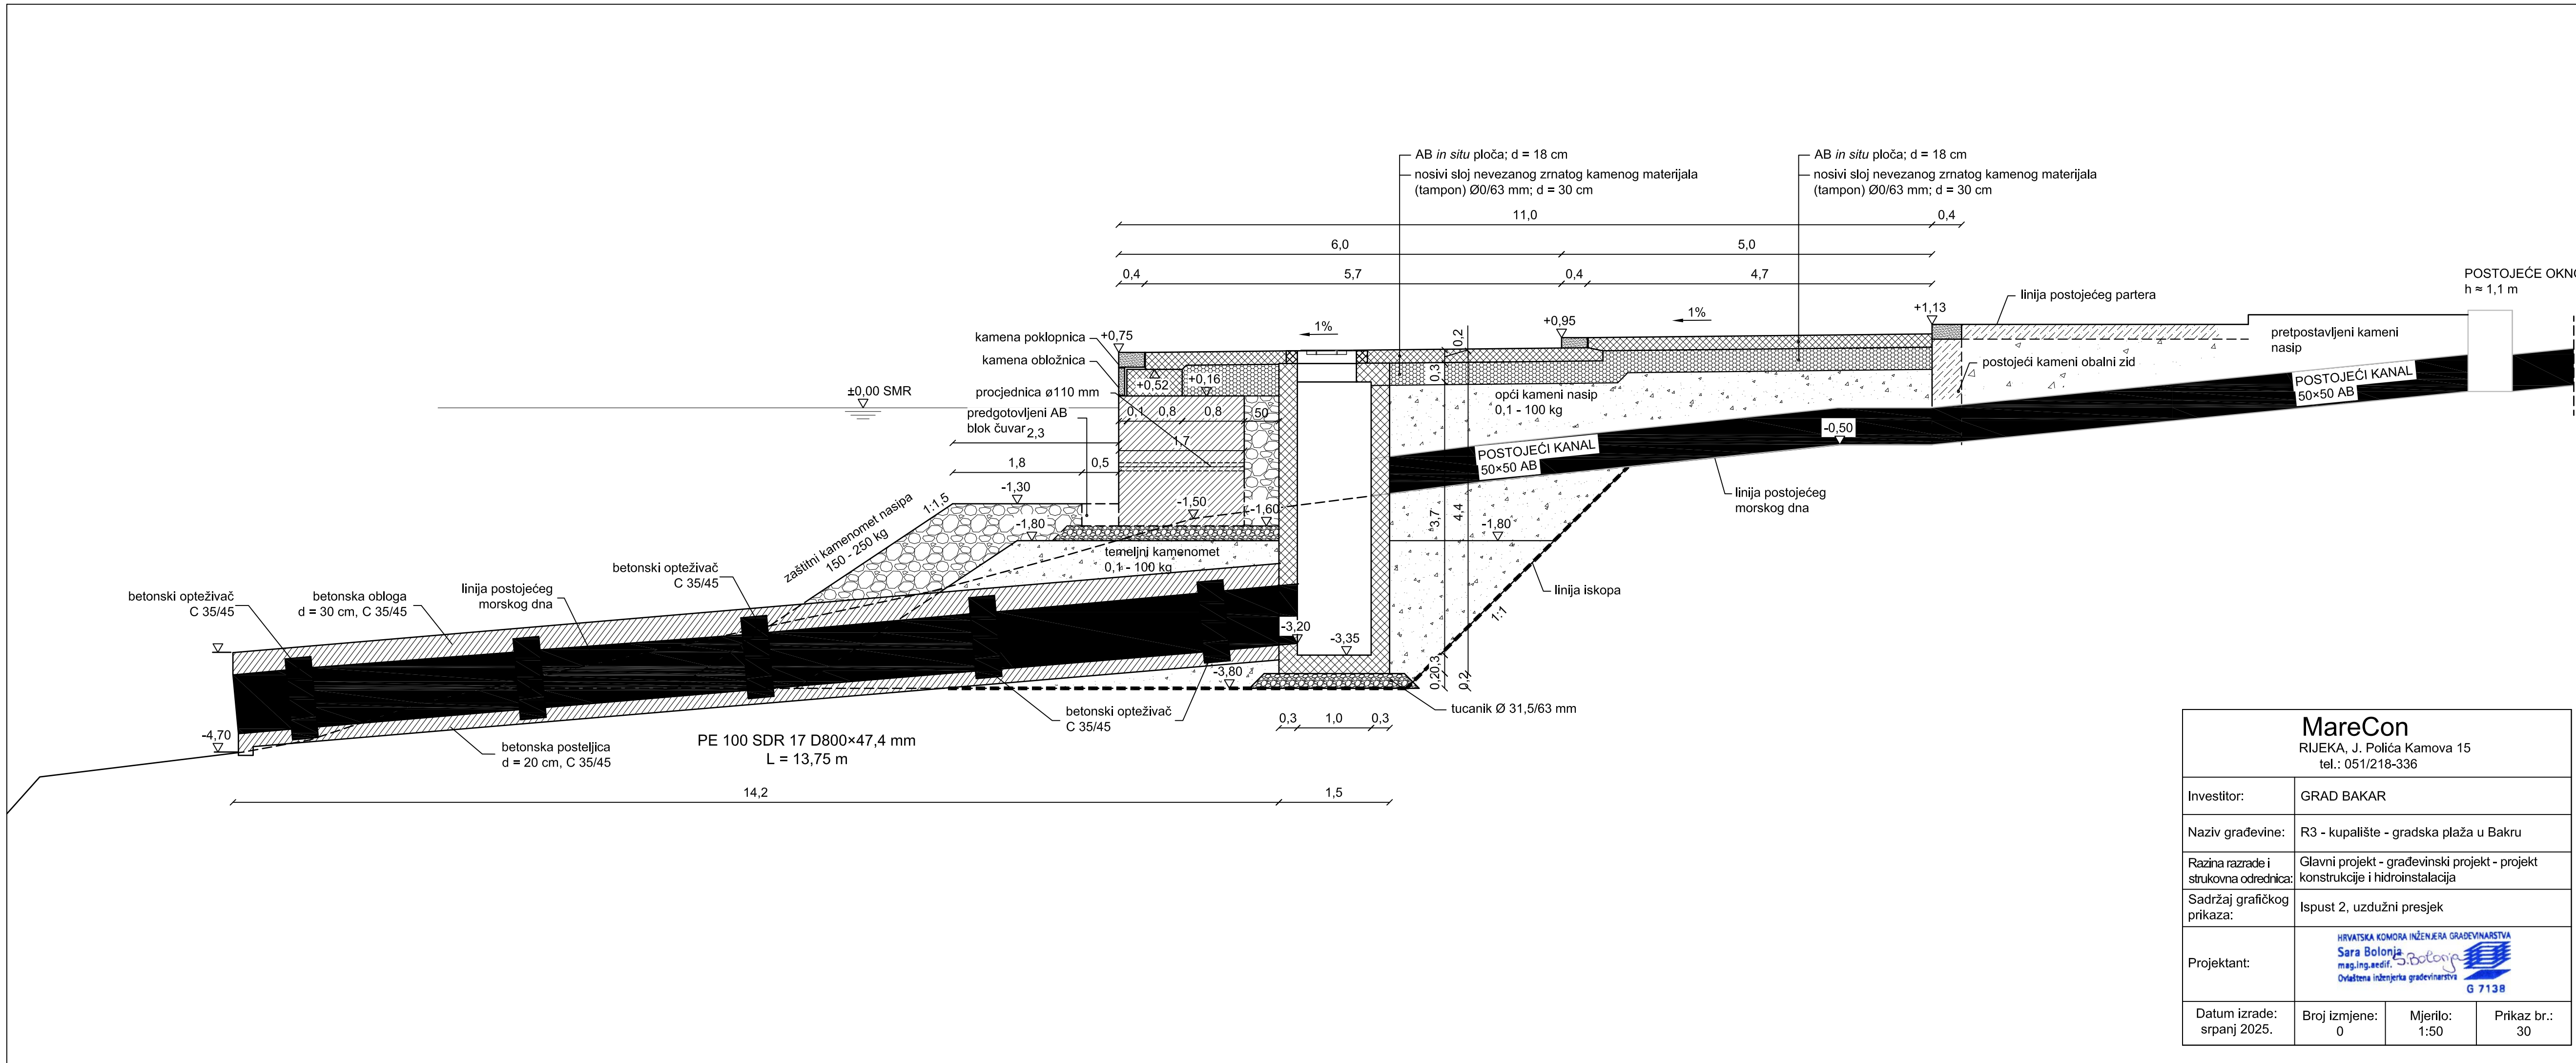 AB in situ ploča; d = 18 cm
nosivi sloj nevezanog zrnatog kamenog materijala
(tampon) Ø0/63 mm; d = 30 cm
AB in situ ploča; d = 18 cm
nosivi sloj nevezanog zrnatog kamenog materijala
(tampon) Ø0/63 mm; d = 30 cm
11,0
0,4
6,0
5,0
0,4
5,7
0,4
4,7
POSTOJEĆE OKN
h ≈ 1,1 m
linija postojećeg partera
+1,13
+0,95
1%
1%
0,2
kamena poklopnica
+0,75
kamena obložnica
pretpostavljeni kameni
nasip
postojeći kameni obalni zid
+0,52
+0,16
0,3
±0,00 SMR
procjednica ø110 mm
predgotovljeni AB
blok čuvar
0,1
0,8
0,8
50
opći kameni nasip
0,1 - 100 kg
POSTOJEĆI KANAL
50×50 AB
2,3
1,7
-0,50
POSTOJEĆI KANAL
50×50 AB
1,8
0,5
-1,30
-1,50
-1,60
-1,80
-1,80
3,7
4,4
linija postojećeg
morskog dna
zaštitni kamenomet nasipa
150 - 250 kg
1:1,5
temeljni kamenomet
0,1 - 100 kg
betonski opteživač
C 35/45
linija postojećeg
morskog dna
betonska obloga
d = 30 cm, C 35/45
betonski opteživač
C 35/45
linija iskopa
1:1
-3,20
-3,35
-3,80
0,3
0,20
0,2
tucanik Ø 31,5/63 mm
0,3
1,0
0,3
betonski opteživač
C 35/45
-4,70
betonska posteljica
d = 20 cm, C 35/45
PE 100 SDR 17 D800×47,4 mm
L = 13,75 m
14,2
1,5
MareCon
RIJEKA, J. Polića Kamova 15
tel.: 051/218-336
Investitor:
GRAD BAKAR
Naziv građevine:
R3 - kupalište - gradska plaža u Bakru
Razina razrade i
strukovna odrednica:
Glavni projekt - građevinski projekt - projekt
konstrukcije i hidroinstalacija
Sadržaj grafičkog
prikaza:
Ispust 2, uzdužni presjek
Projektant:
HRVATSKA KOMORA INŽENJERA GRAĐEVINARSTVA
Sara Bolonja
mag.ing.aedif. S.Bolonja
Ovlaštena inženjerka građevinarstva
G 7138
Datum izrade:
srpanj 2025.
Broj izmjene:
0
Mjerilo:
1:50
Prikaz br.:
30